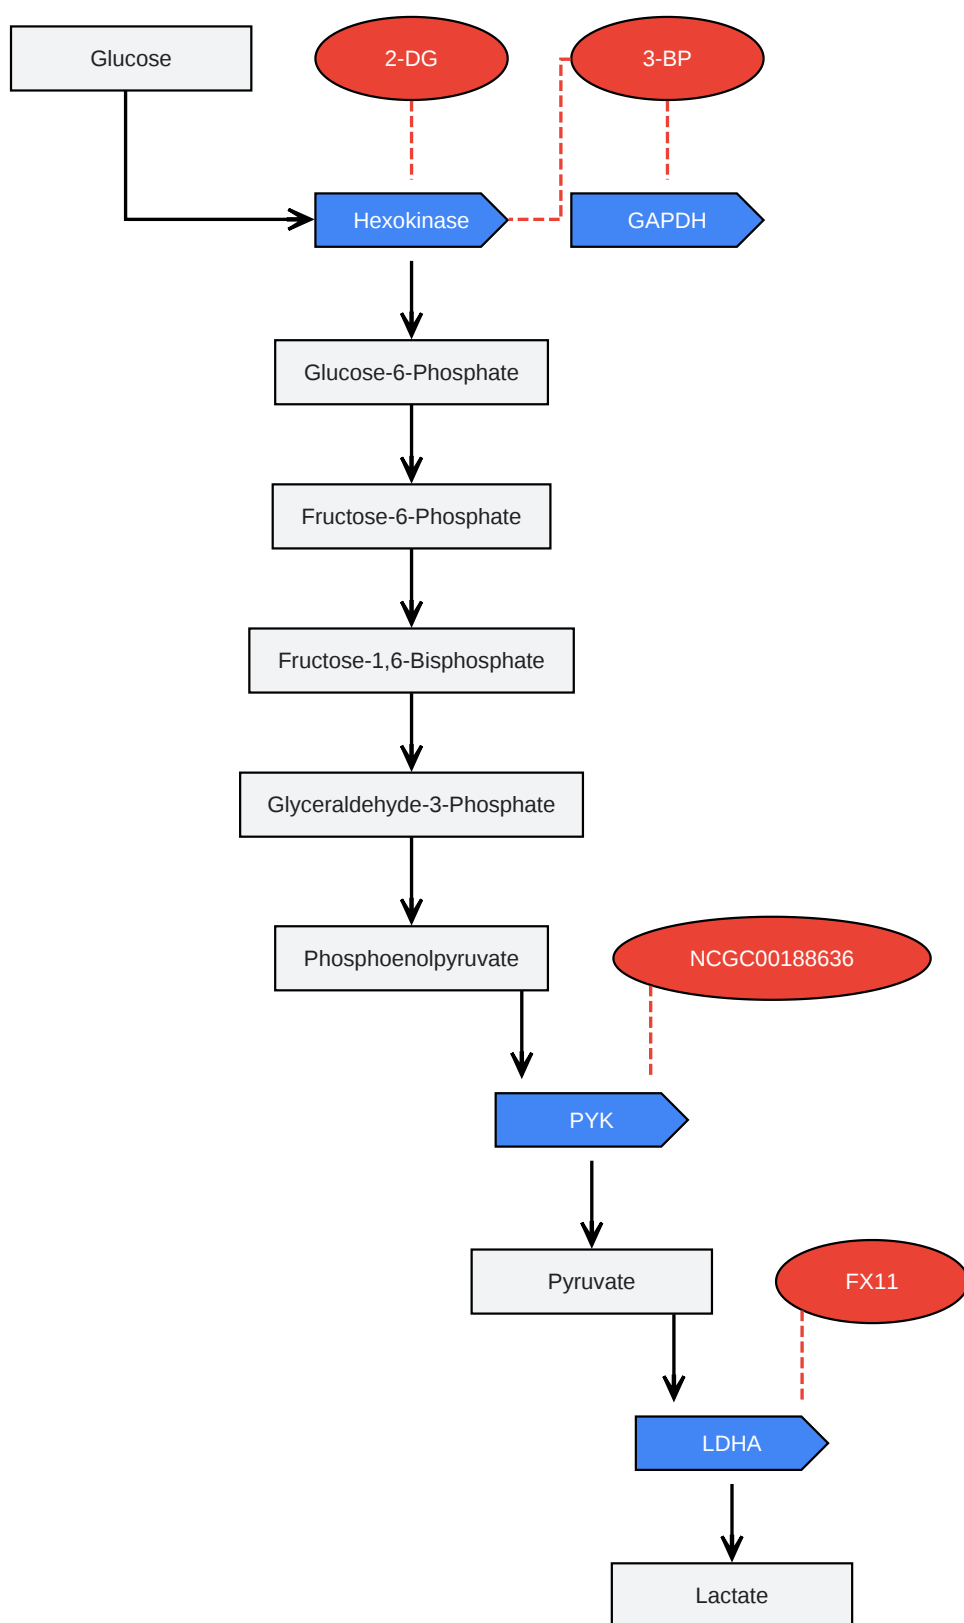 Glucose
2-DG
3-BP
Hexokinase
GAPDH
Glucose-6-Phosphate
Fructose-6-Phosphate
Fructose-1,6-Bisphosphate
Glyceraldehyde-3-Phosphate
Phosphoenolpyruvate
NCGC00188636
PYK
Pyruvate
FX11
LDHA
Lactate